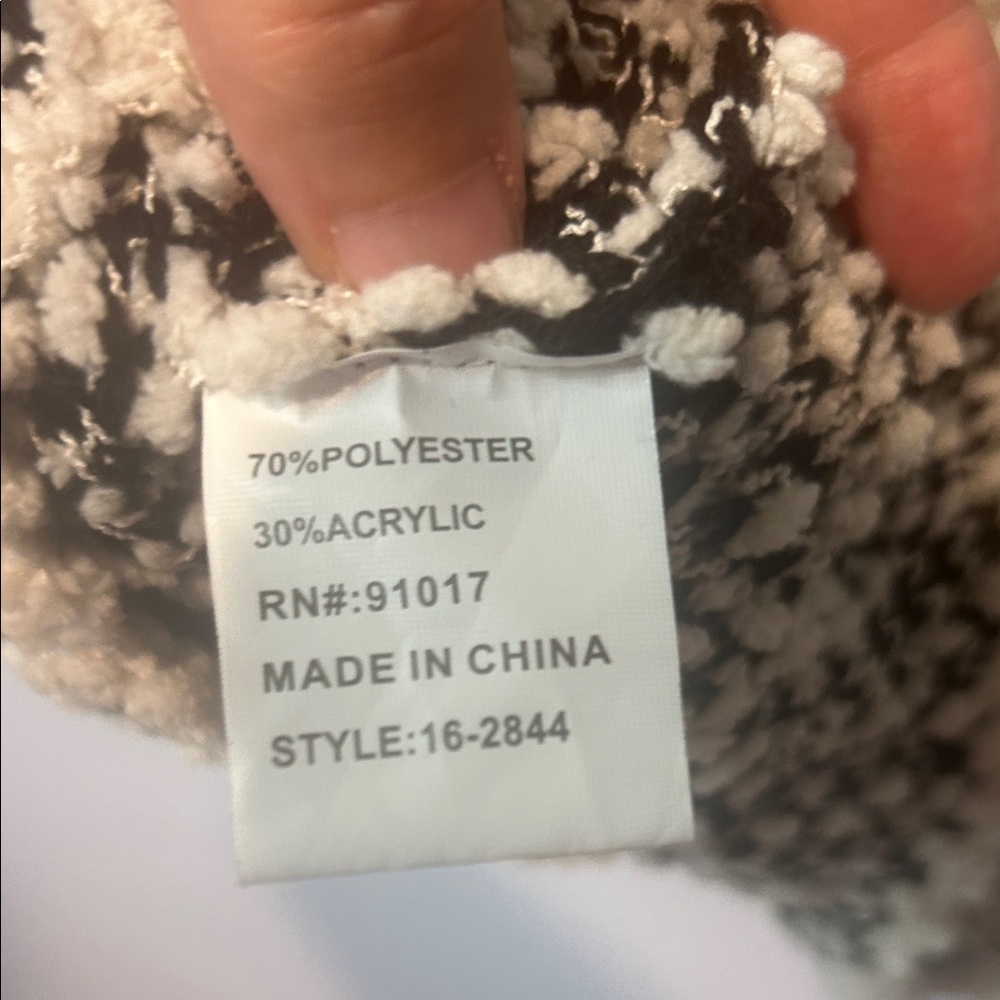 70%POLYESTER
30%ACRYLIC
RN#:91017
MADE IN CHINA
STYLE:16-2844